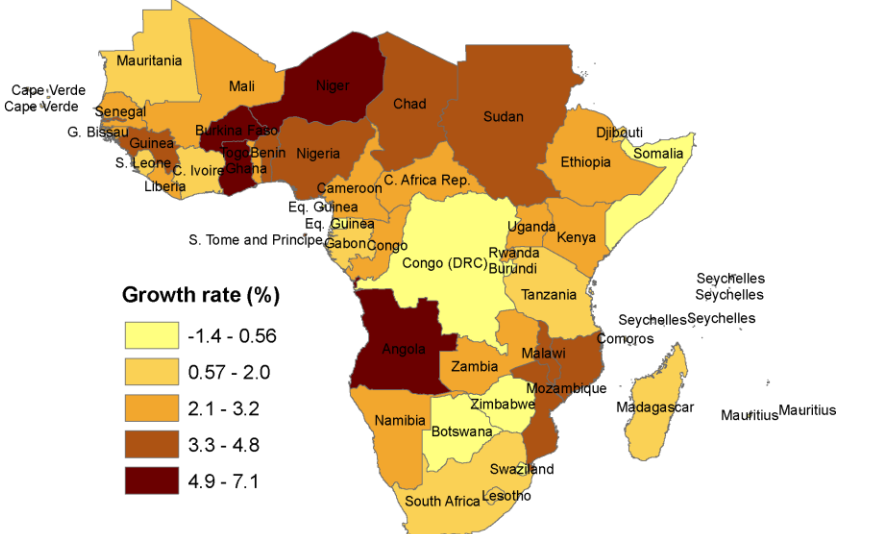 Mauritania
Mali
Niger
Chad
Sudan
Cape Verde
Cape Verde
Senegal
G. Bissau
Guinea
Burkina Faso
Togo
Benin
Nigeria
Djibouti
Somalia
Ethiopia
S. Leone
C. Ivoire
Ghana
Liberia
Cameroon
C. Africa Rep.
Eq. Guinea
Eq. Guinea
S. Tome and Principe
Gabon
Congo
Congo (DRC)
Uganda
Kenya
Rwanda
Burundi
Tanzania
Seychelles
Seychelles
Seychelles
Seychelles
Comoros
Growth rate (%)
-1.4 - 0.56
0.57 - 2.0
2.1 - 3.2
3.3 - 4.8
4.9 - 7.1
Angola
Zambia
Malawi
Mozambique
Zimbabwe
Namibia
Botswana
Madagascar
Mauritius
Mauritius
Swaziland
South Africa
Lesotho